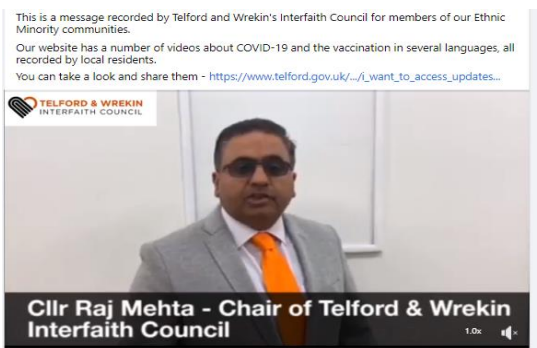 This is a message recorded by Telford and Wrekin's Interfaith Council for members of our Ethnic
Minority communities.
Our website has a number of videos about COVID-19 and the vaccination in several languages, all
recorded by local residents.
You can take a look and share them - https://www.telford.gov.uk/.../i_want_to_access_updates...
TELFORD & WREKIN
INTERFAITH COUNCIL
Cllr Raj Mehta - Chair of Telford & Wrekin
Interfaith Council
1.0x